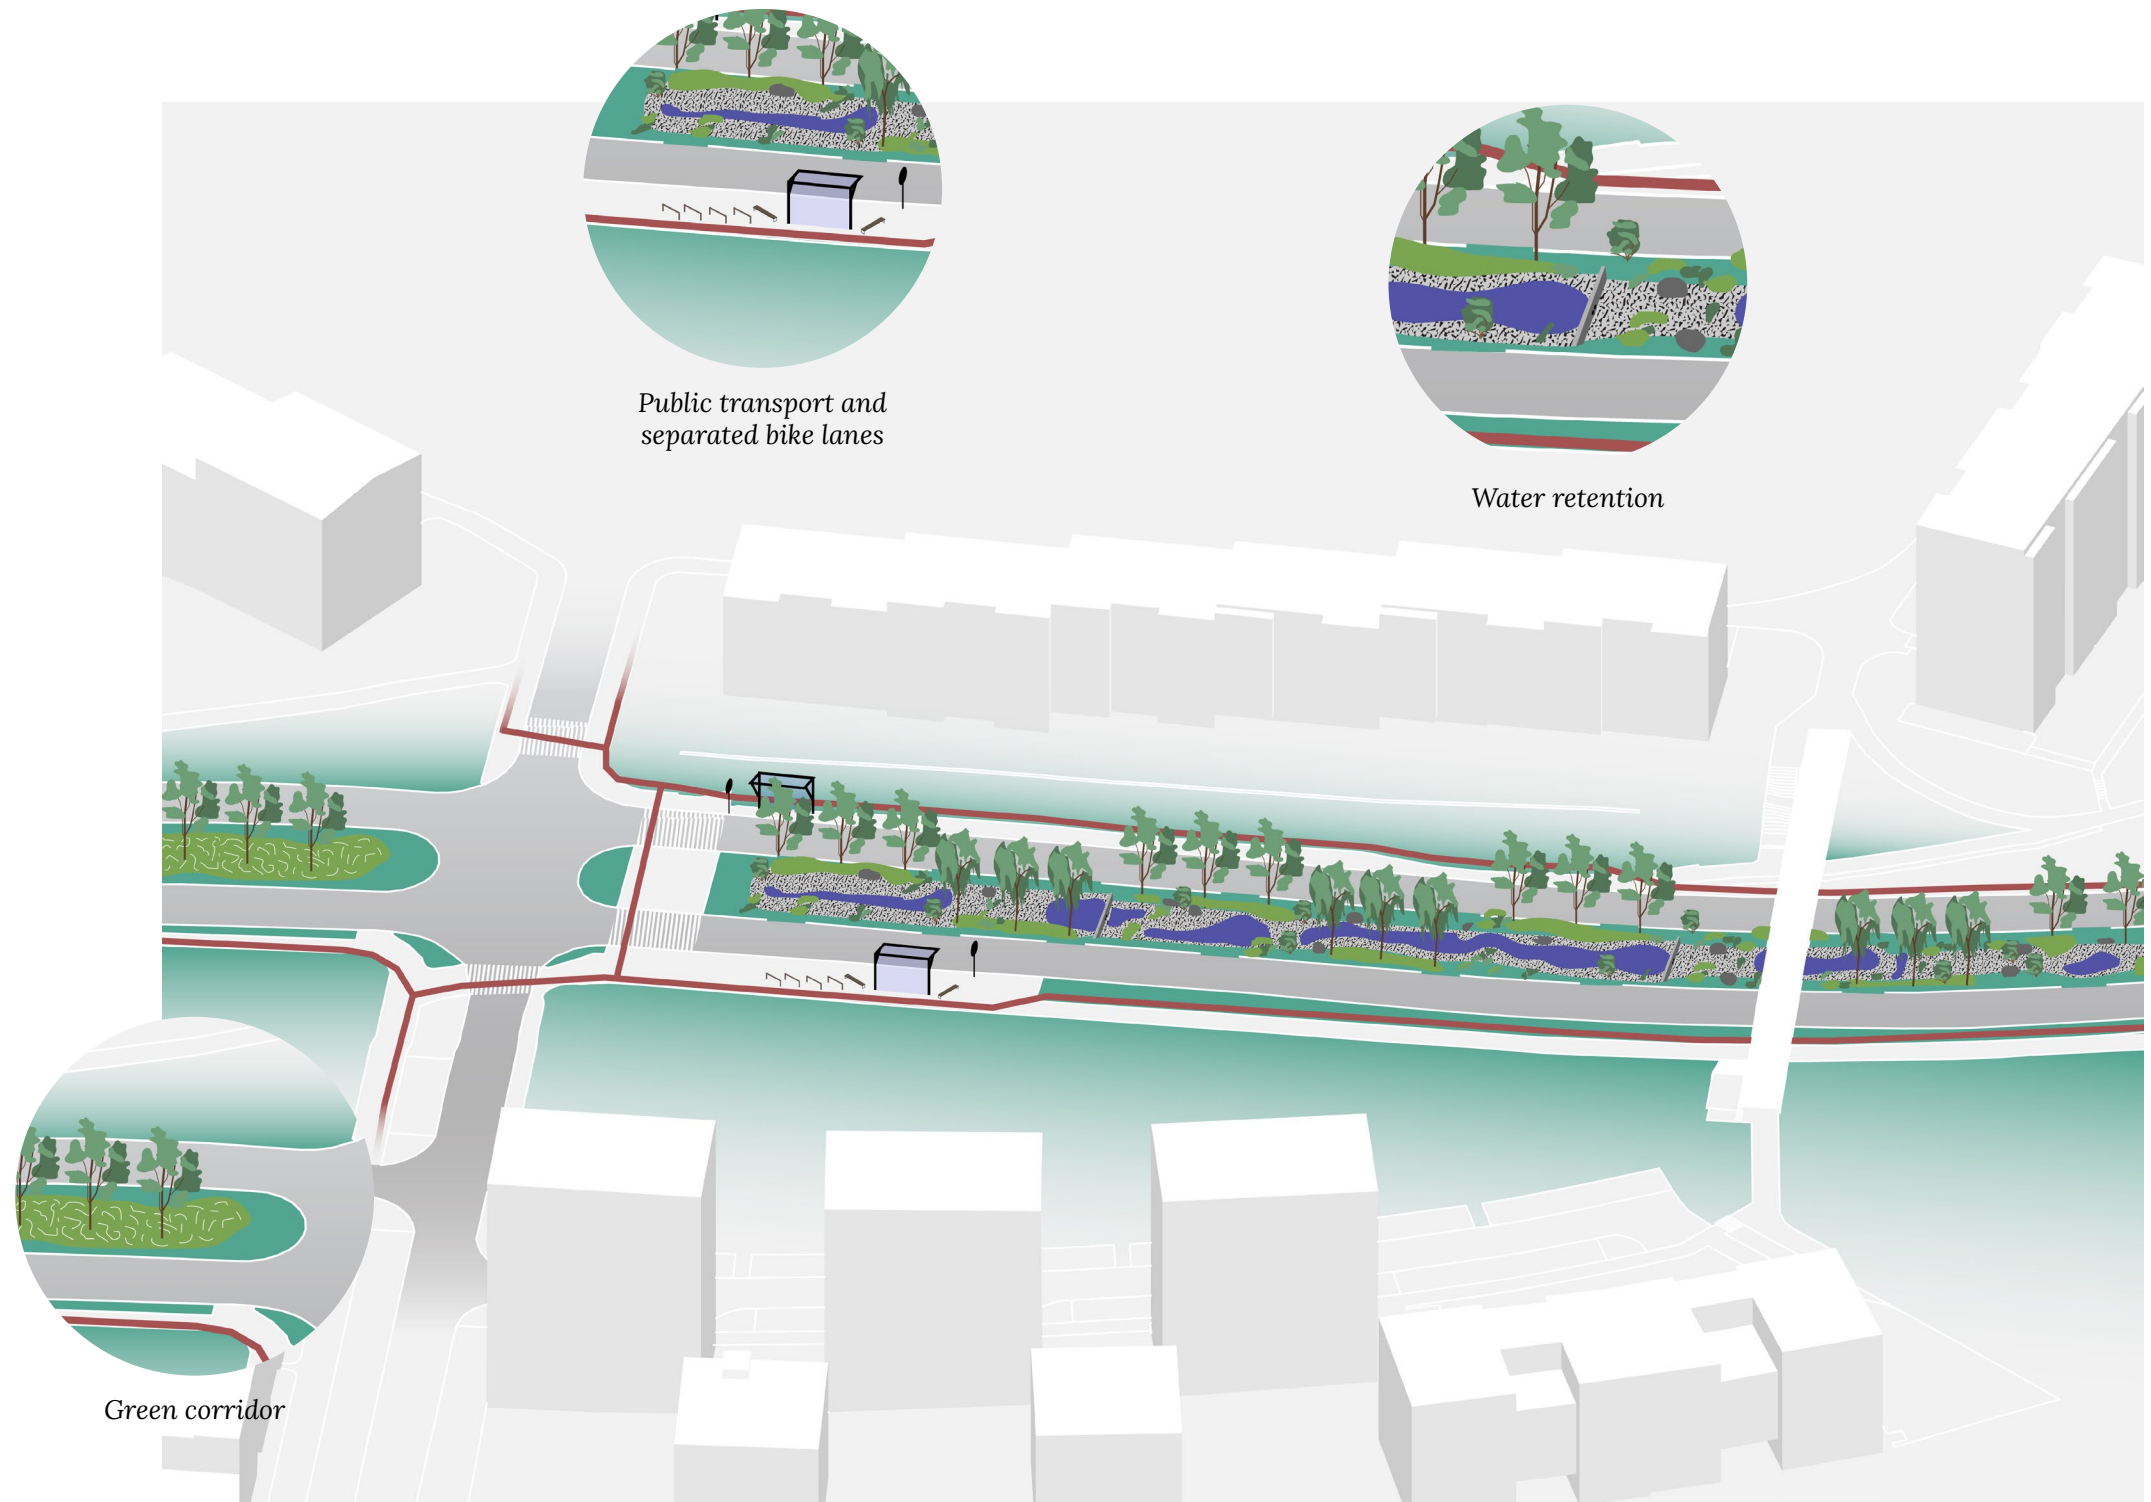 Public transport and
separated bike lanes
Water retention
Green corridor